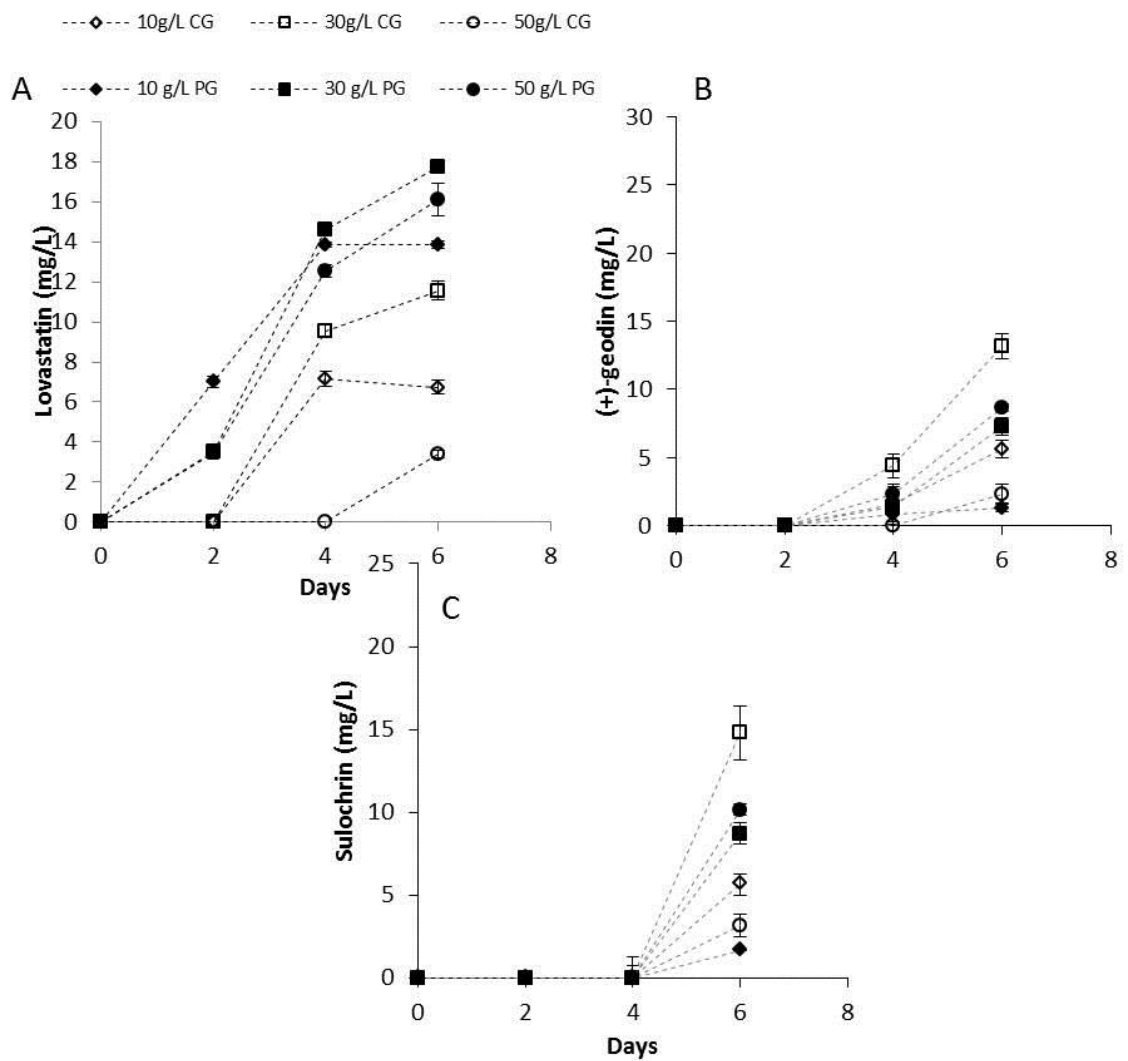 10g/L CG 30g/L CG 50g/L CG
10 g/L PG 30 g/L PG 50 g/L PG
A
Lovastatin (mg/L)
20
18
16
14
12
10
8
6
4
2
0
0 2 4 6 8
Days
B
(+)-geodin (mg/L)
30
25
20
15
10
5
0
0 2 4 6 8
C
Sulochrin (mg/L)
25
20
15
10
5
0
0 2 4 6 8
Days